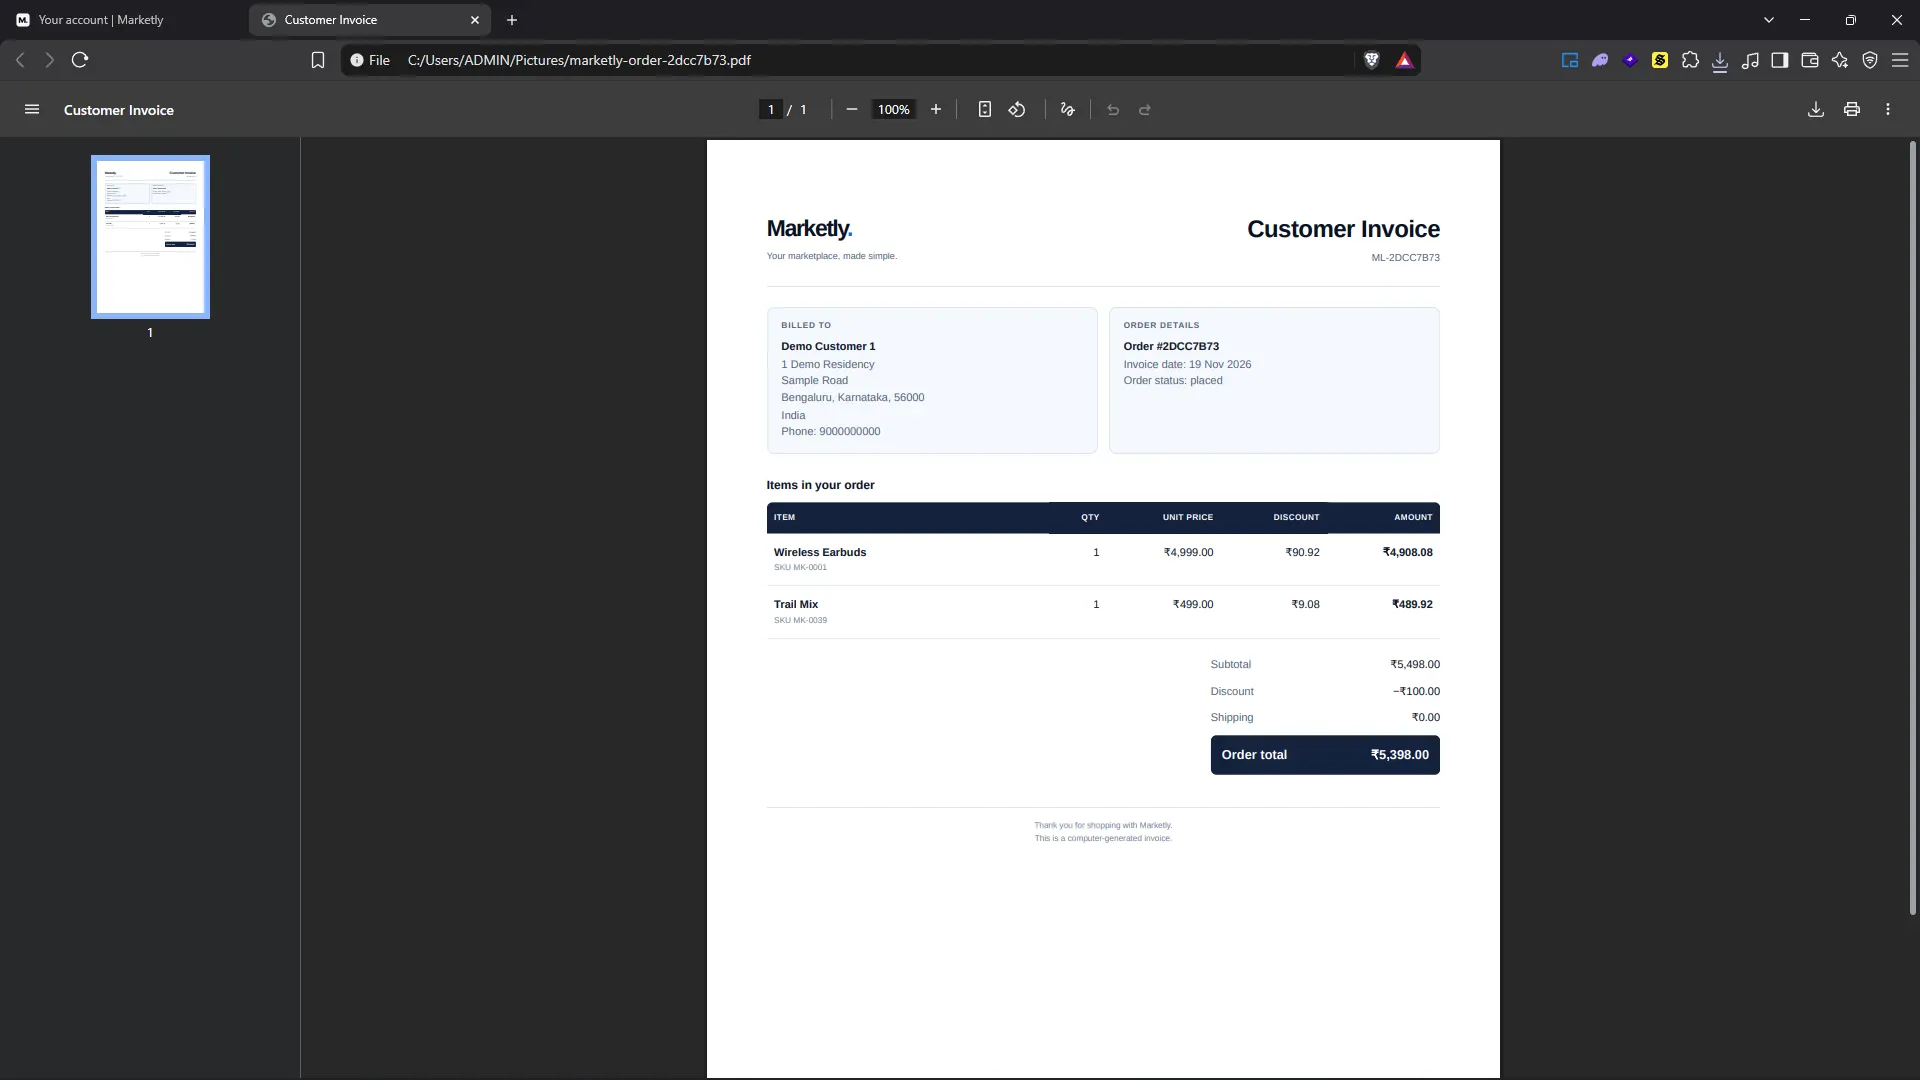 Your account | Marketly
Customer Invoice
File
C:/Users/ADMIN/Pictures/marketly-order-2dcc7b73.pdf
Customer Invoice
1 / 1
100%
1
Marketly.
Your marketplace, made simple.
Customer Invoice
ML-2DCC7B73
BILLED TO
Demo Customer 1
1 Demo Residency
Sample Road
Bengaluru, Karnataka, 56000
India
Phone: 9000000000
ORDER DETAILS
Order #2DCC7B73
Invoice date: 19 Nov 2026
Order status: placed
Items in your order
ITEM QTY UNIT PRICE DISCOUNT AMOUNT
Wireless Earbuds 1 ₹4,999.00 ₹90.92 ₹4,908.08
SKU MK-0001
Trail Mix 1 ₹499.00 ₹9.08 ₹489.92
SKU MK-0039
Subtotal ₹5,498.00
Discount −₹100.00
Shipping ₹0.00
Order total ₹5,398.00
Thank you for shopping with Marketly.
This is a computer-generated invoice.